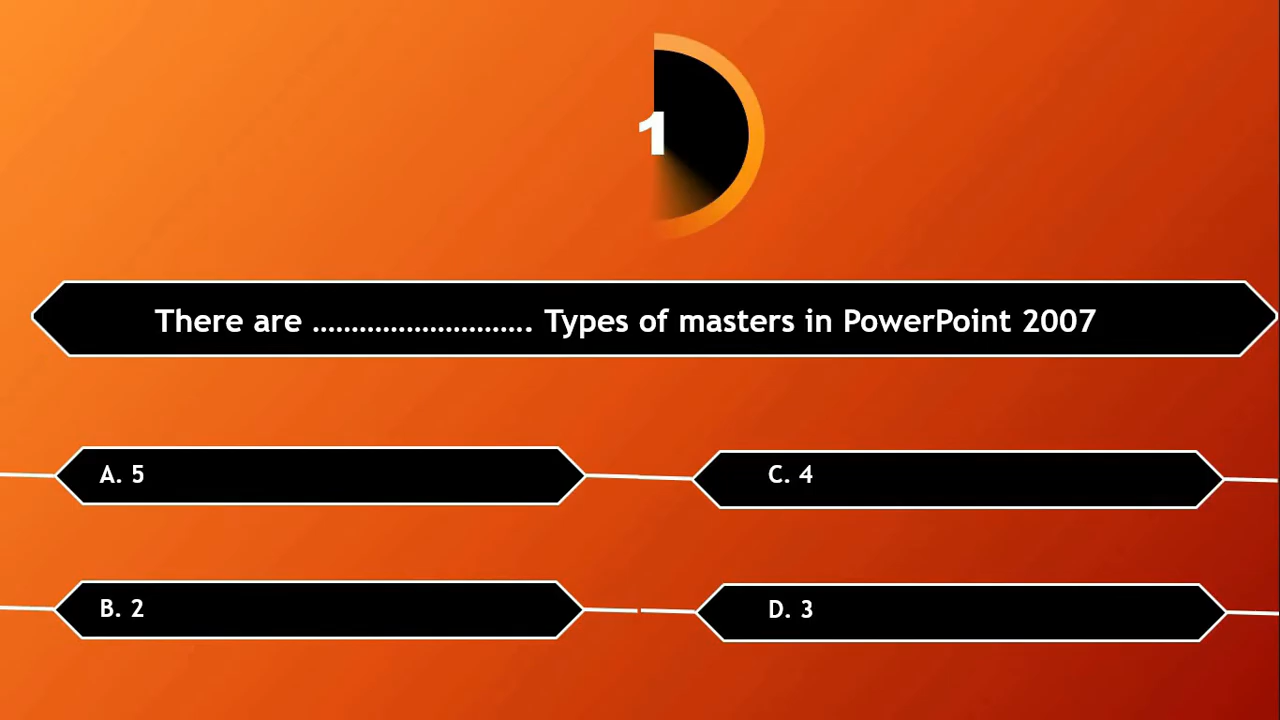 1
There are ............................ Types of masters in PowerPoint 2007
A. 5
C. 4
B. 2
D. 3